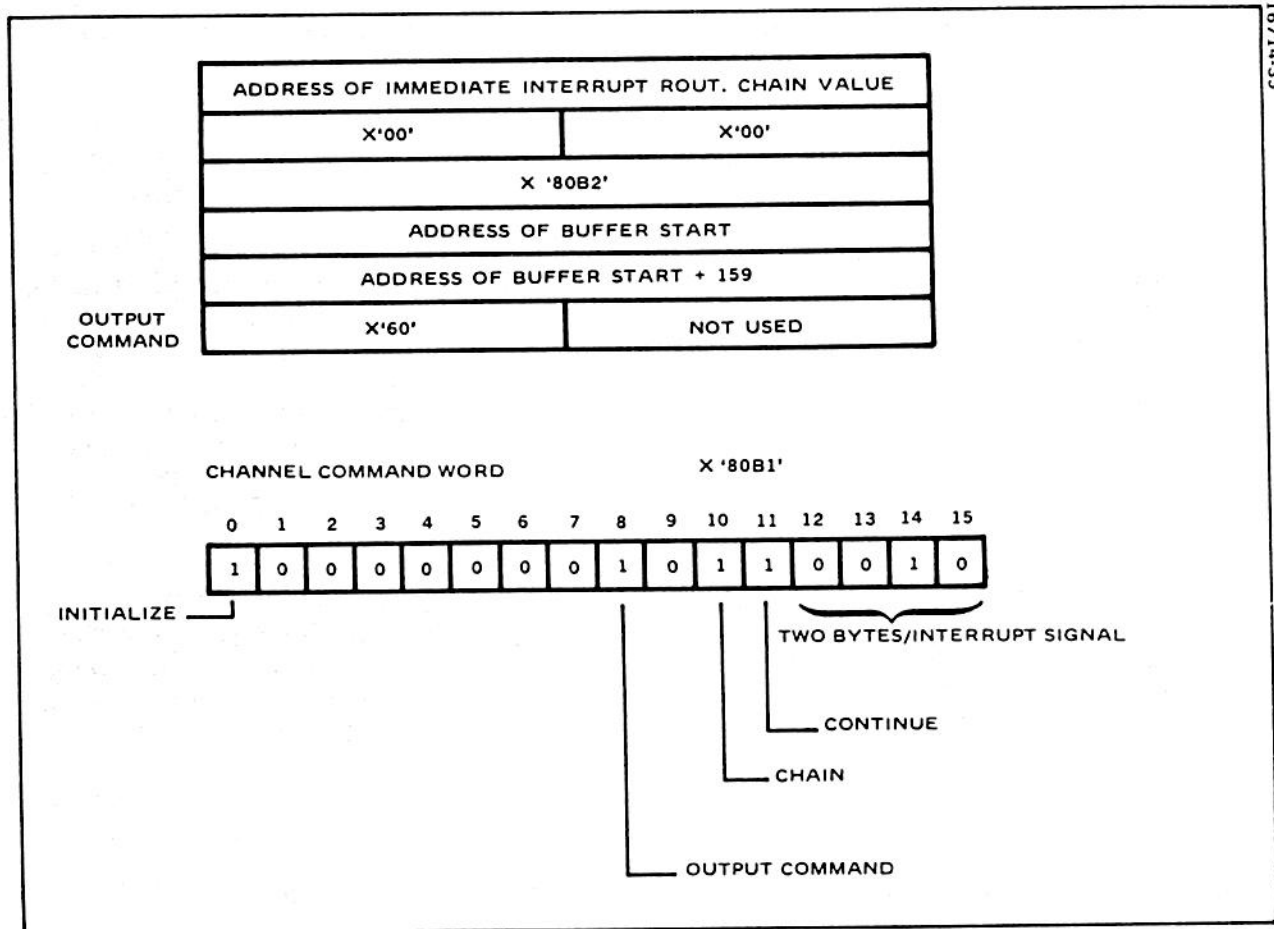 ADDRESS OF IMMEDIATE INTERRUPT ROUT. CHAIN VALUE
X'00' X'00'
X '80B2'
ADDRESS OF BUFFER START
ADDRESS OF BUFFER START + 159
OUTPUT COMMAND X'60' NOT USED
CHANNEL COMMAND WORD X '80B1'
0 1 2 3 4 5 6 7 8 9 10 11 12 13 14 15
1 0 0 0 0 0 0 0 1 0 1 1 0 0 1 0
INITIALIZE
TWO BYTES/INTERRUPT SIGNAL
CONTINUE
CHAIN
OUTPUT COMMAND